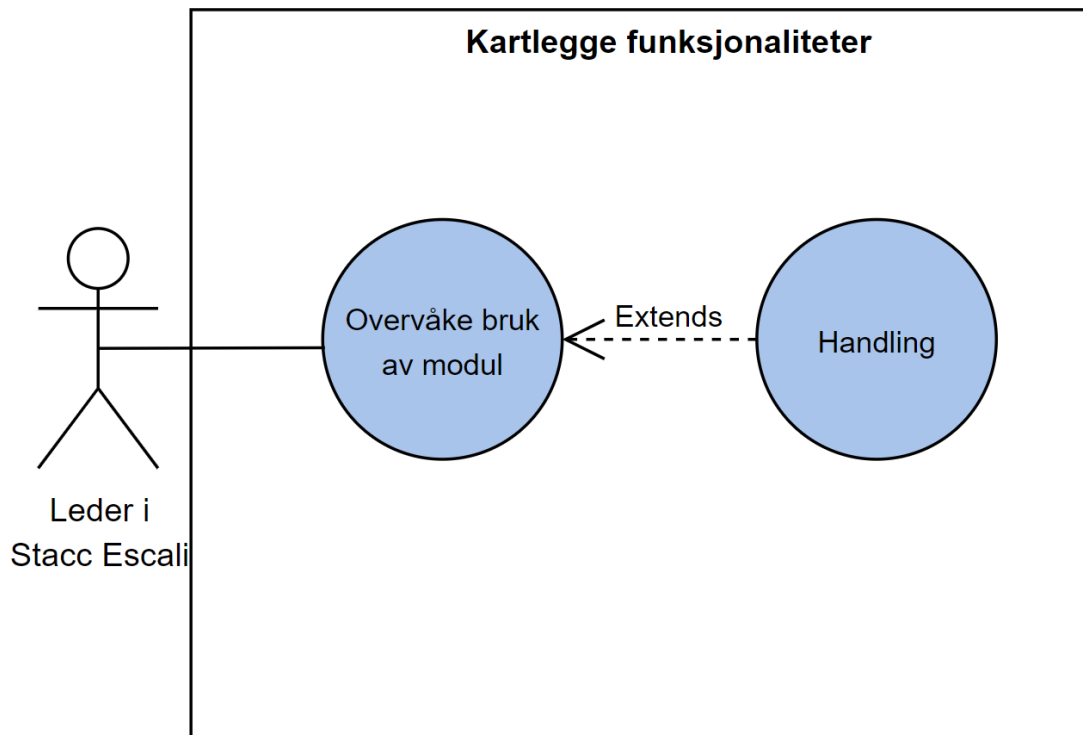 Kartlegge funksjonaliteter
Overvåke bruk
av modul
Extends
Handling
Leder i
Stacc Escali